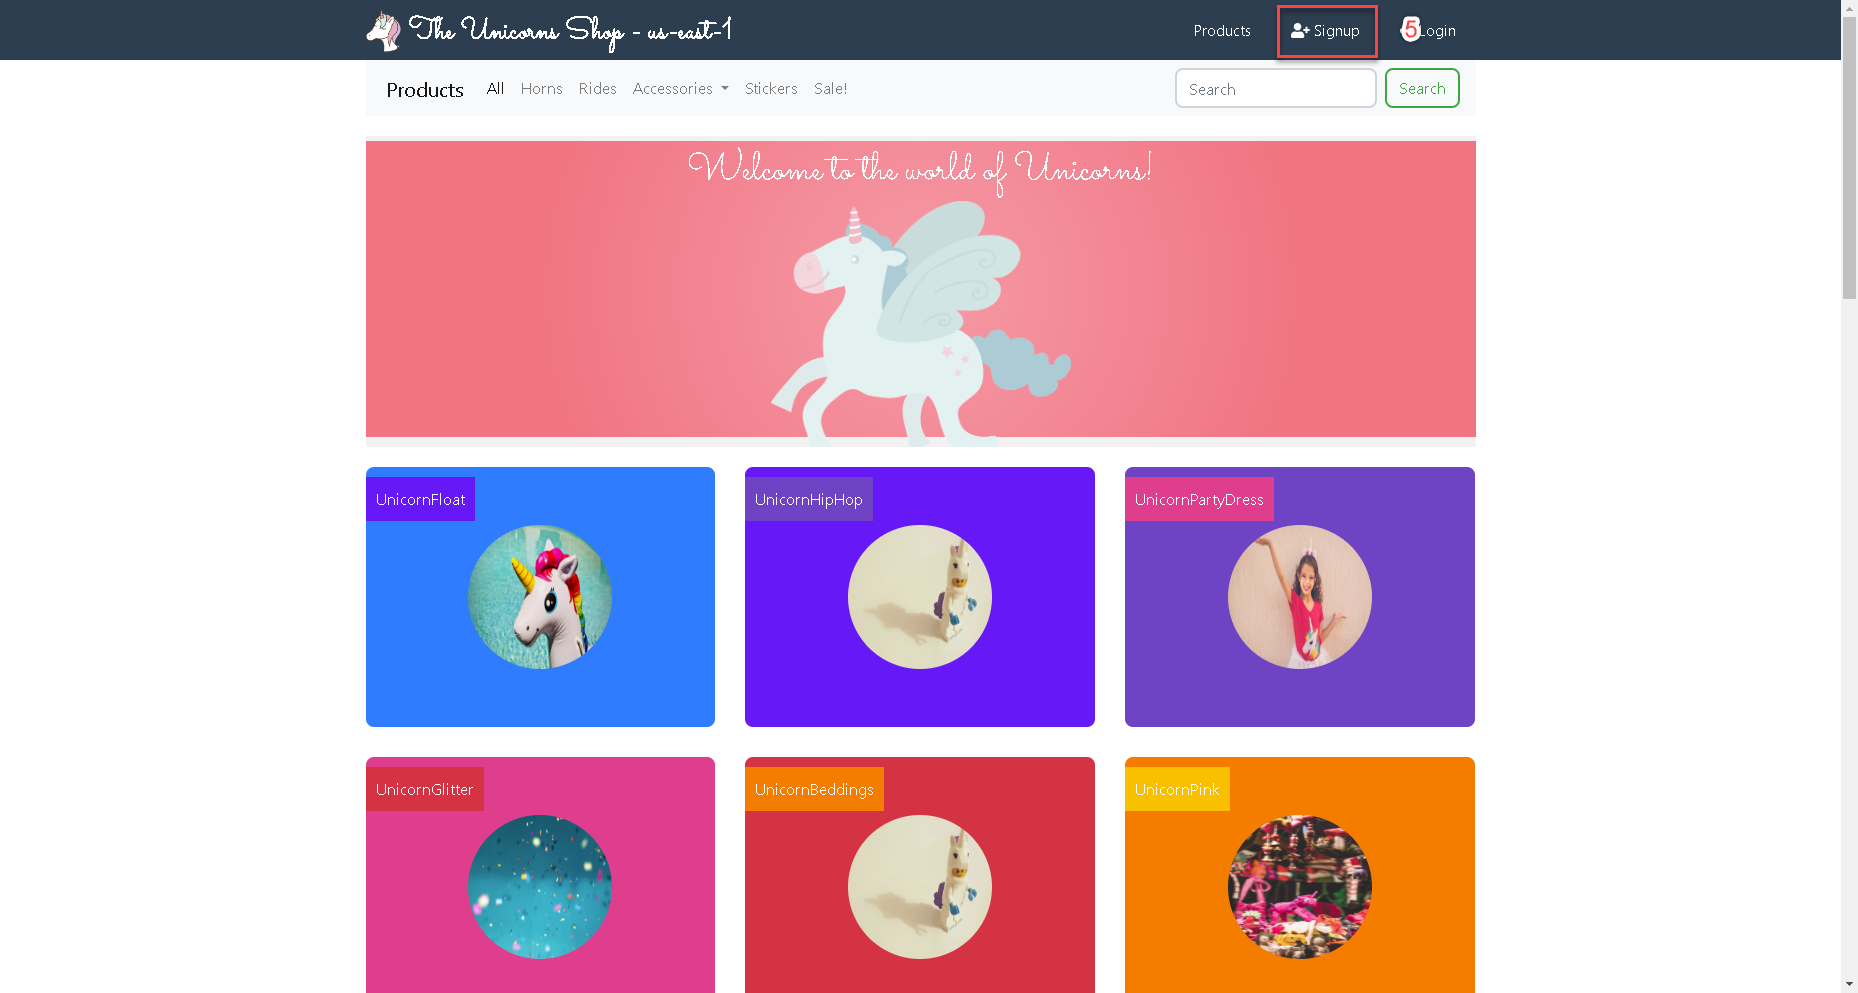 The Unicorns Shop - us-east-1
Products
Signup
5
Login
Products
All
Horns
Rides
Accessories
Stickers
Sale!
Search
Search
Welcome to the world of Unicorns!
UnicornFloat
UnicornHipHop
UnicornPartyDress
UnicornGlitter
UnicornBeddings
UnicornPink